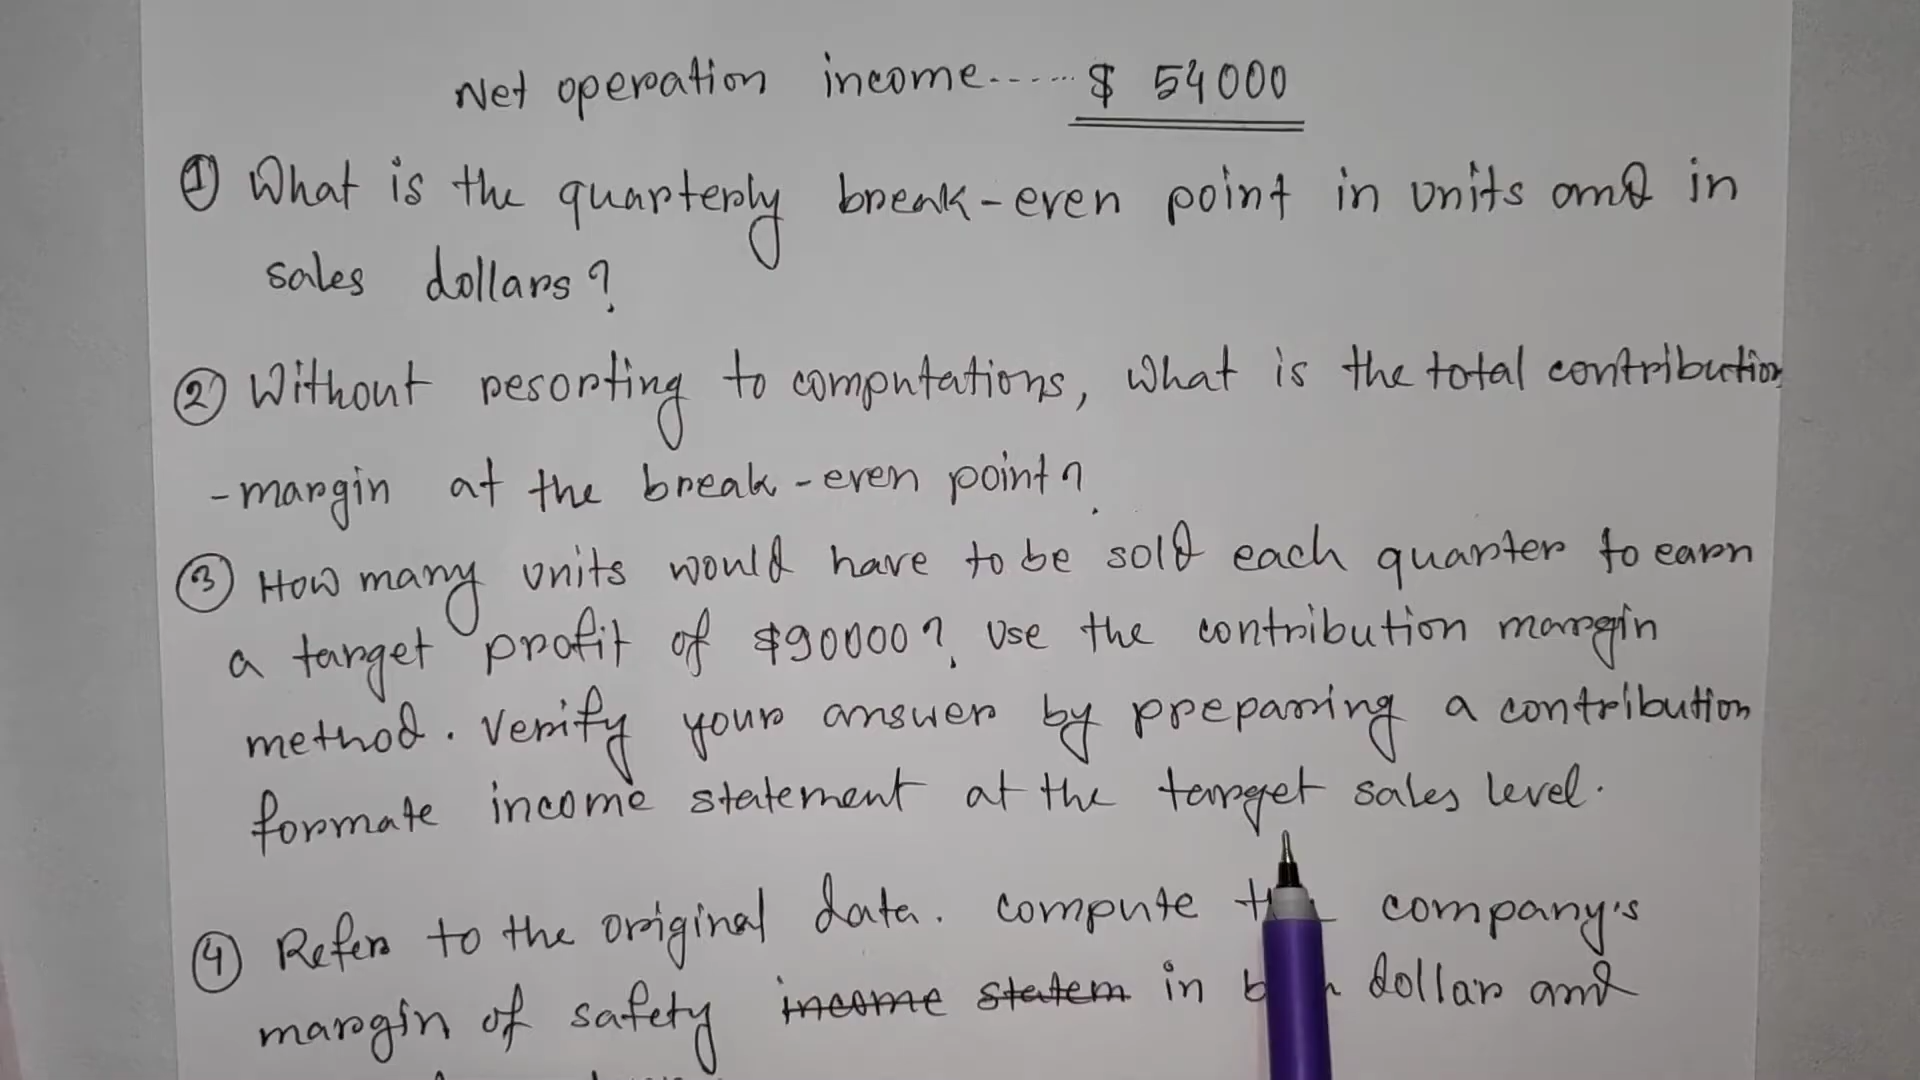 Net operation income------ $ 54000
① What is the quarterly break-even point in units and in
sales dollars?
② Without resorting to computations, what is the total contribution
-margin at the break-even point?
③ How many units would have to be sold each quarter to earn
a target profit of $90000? Use the contribution margin
method. Verify your answer by preparing a contribution
formate income statement at the target sales level.
④ Refer to the original data. compute company's
margin of safety income statem in dollar and